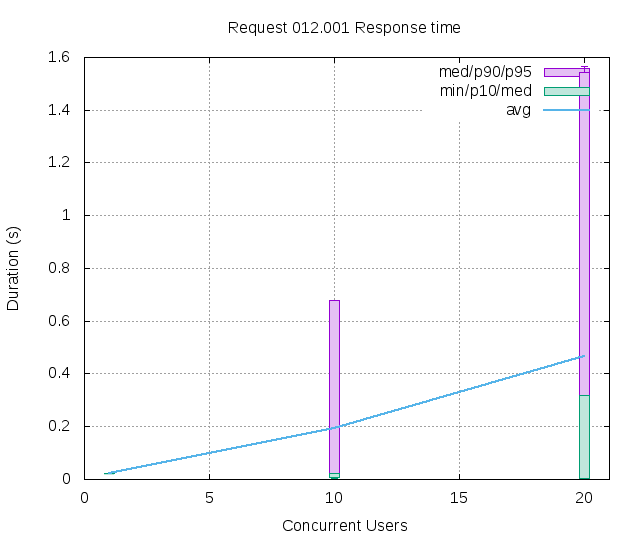 Request 012.001 Response time
1.6
1.4
1.2
1
0.8
0.6
0.4
0.2
0
Duration (s)
med/p90/p95
min/p10/med
avg
0 5 10 15 20
Concurrent Users